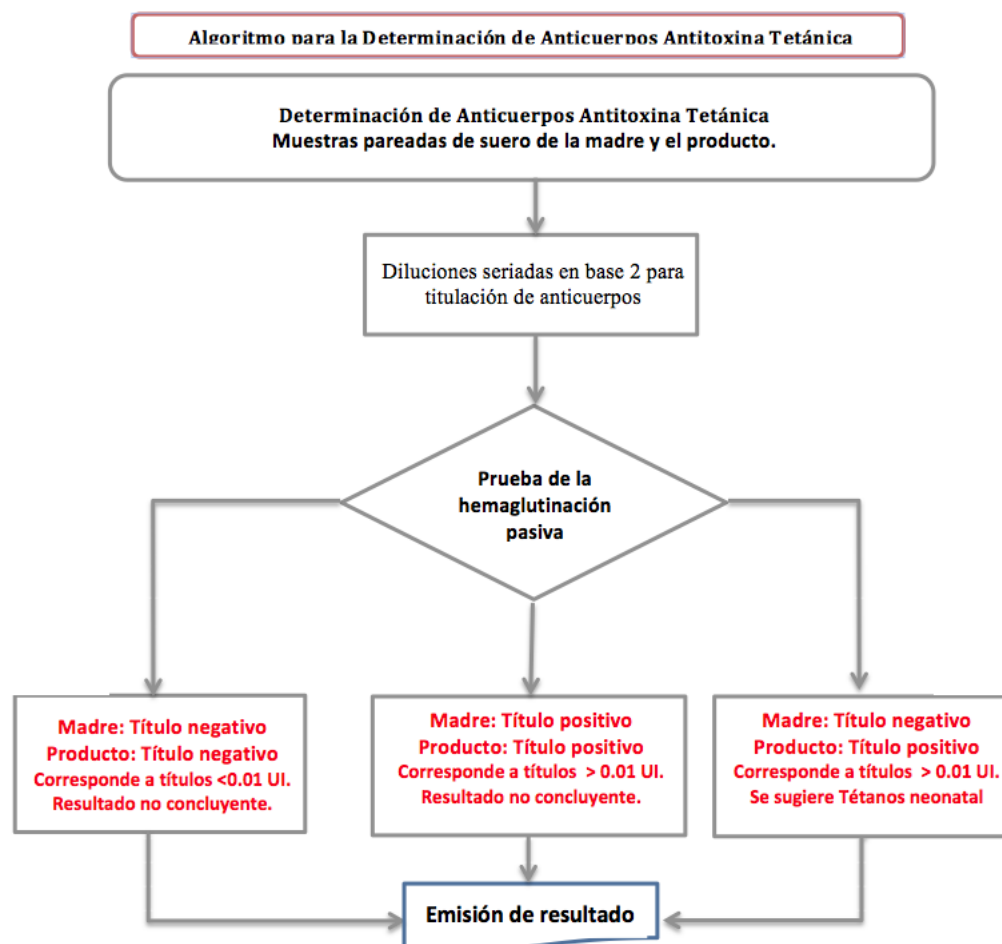 Algoritmo para la Determinación de Anticuerpos Antitoxina Tetánica
Determinación de Anticuerpos Antitoxina Tetánica
Muestras pareadas de suero de la madre y el producto.
Diluciones seriadas en base 2 para
titulación de anticuerpos
Prueba de la
hemaglutinación
pasiva
Madre: Título negativo
Producto: Título negativo
Corresponde a títulos <0.01 UI.
Resultado no concluyente.
Madre: Título positivo
Producto: Título positivo
Corresponde a títulos > 0.01 UI.
Resultado no concluyente.
Madre: Título negativo
Producto: Título positivo
Corresponde a títulos > 0.01 UI.
Se sugiere Tétanos neonatal
Emisión de resultado